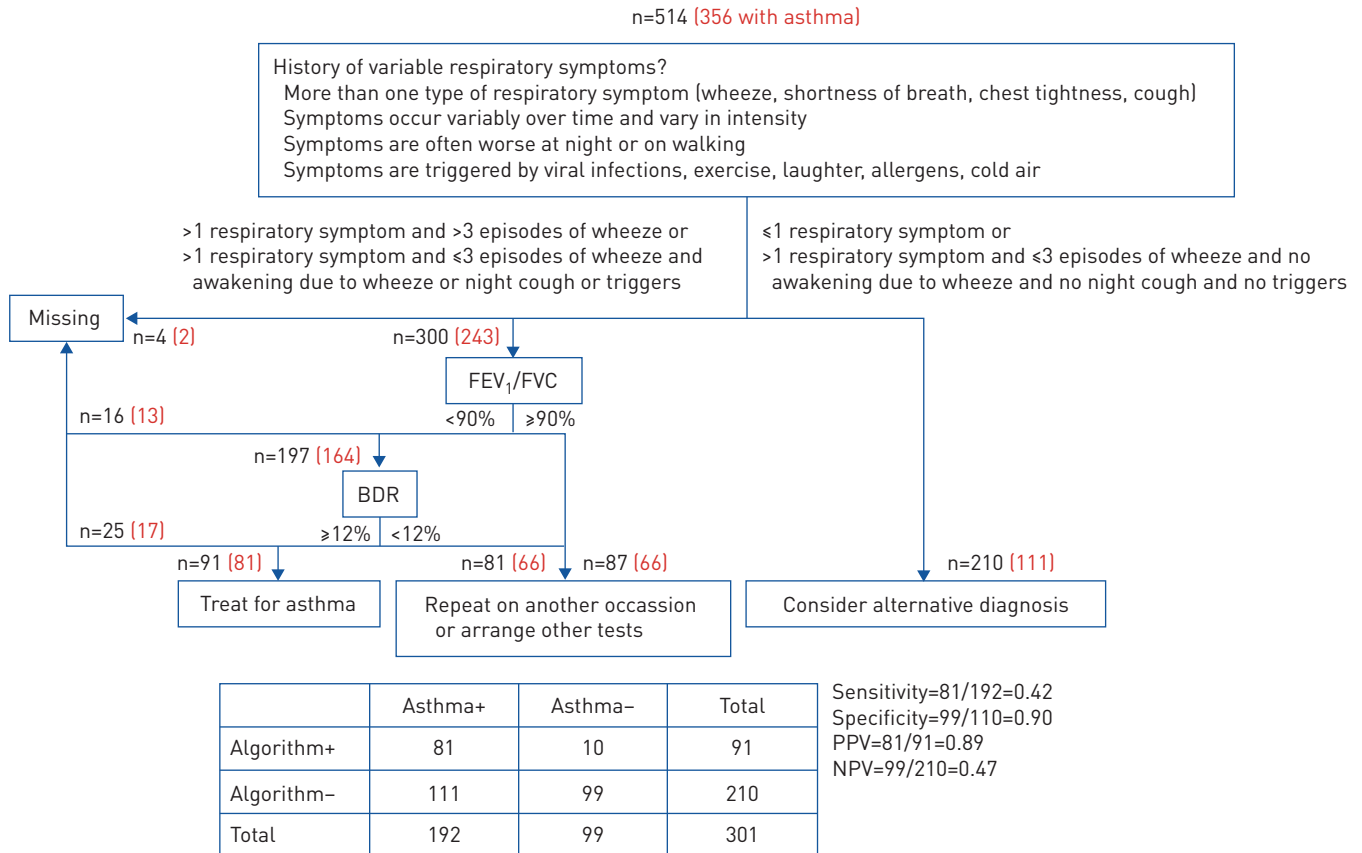 n=514 (356 with asthma)
History of variable respiratory symptoms?
More than one type of respiratory symptom (wheeze, shortness of breath, chest tightness, cough)
Symptoms occur variably over time and vary in intensity
Symptoms are often worse at night or on walking
Symptoms are triggered by viral infections, exercise, laughter, allergens, cold air
>1 respiratory symptom and >3 episodes of wheeze or
>1 respiratory symptom and ≤3 episodes of wheeze and
awakening due to wheeze or night cough or triggers
≤1 respiratory symptom or
>1 respiratory symptom and ≤3 episodes of wheeze and no
awakening due to wheeze and no night cough and no triggers
Missing
n=4 (2)
n=300 (243)
FEV₁/FVC
<90% ≥90%
n=16 (13)
n=197 (164)
BDR
≥12% <12%
n=25 (17)
n=91 (81)
n=81 (66)
n=87 (66)
n=210 (111)
Treat for asthma
Repeat on another occassion
or arrange other tests
Consider alternative diagnosis
Asthma+ Asthma– Total
Algorithm+ 81 10 91
Algorithm– 111 99 210
Total 192 99 301
Sensitivity=81/192=0.42
Specificity=99/110=0.90
PPV=81/91=0.89
NPV=99/210=0.47